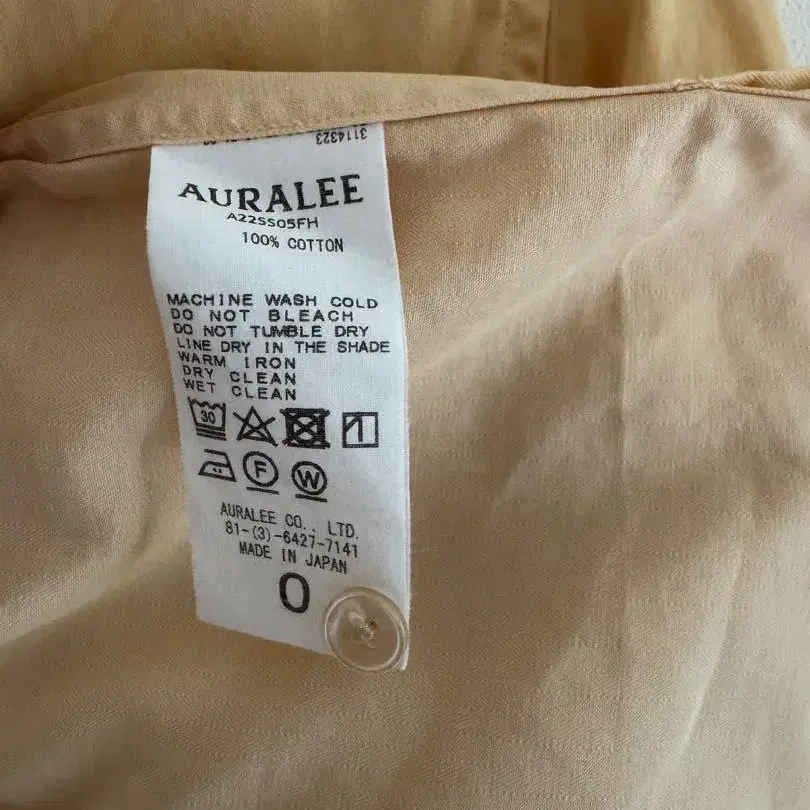 3114323
AURALEE
A22SS05FH
100% COTTON
MACHINE WASH COLD
DO NOT BLEACH
DO NOT TUMBLE DRY
LINE DRY IN THE SHADE
WARM IRON
DRY CLEAN
WET CLEAN
30
F
W
AURALEE CO., LTD.
81-(3)-6427-7141
MADE IN JAPAN
0